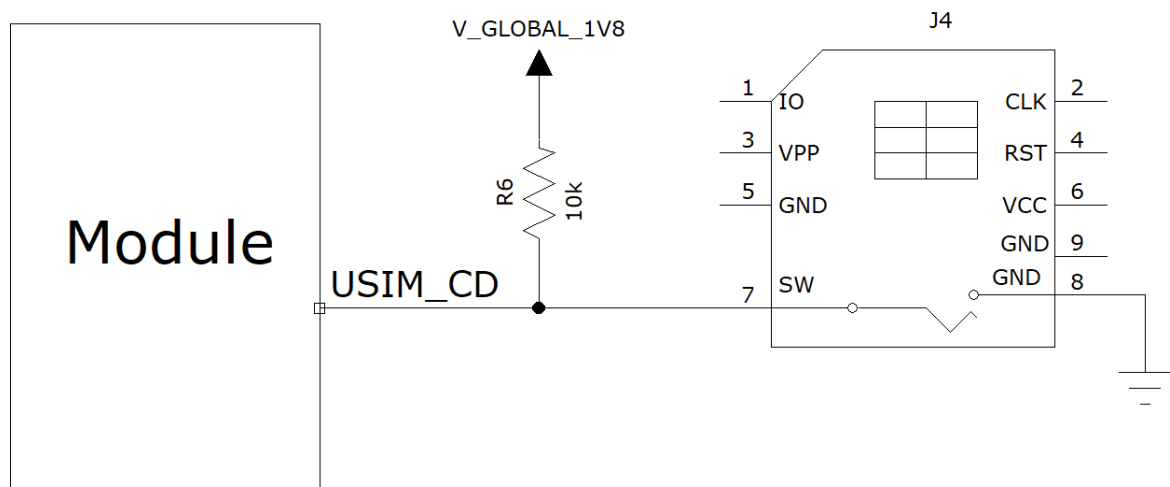 V_GLOBAL_1V8
J4
R6
10k
Module
USIM_CD
1
IO
CLK
2
3
VPP
RST
4
5
GND
VCC
6
GND
9
7
SW
GND
8